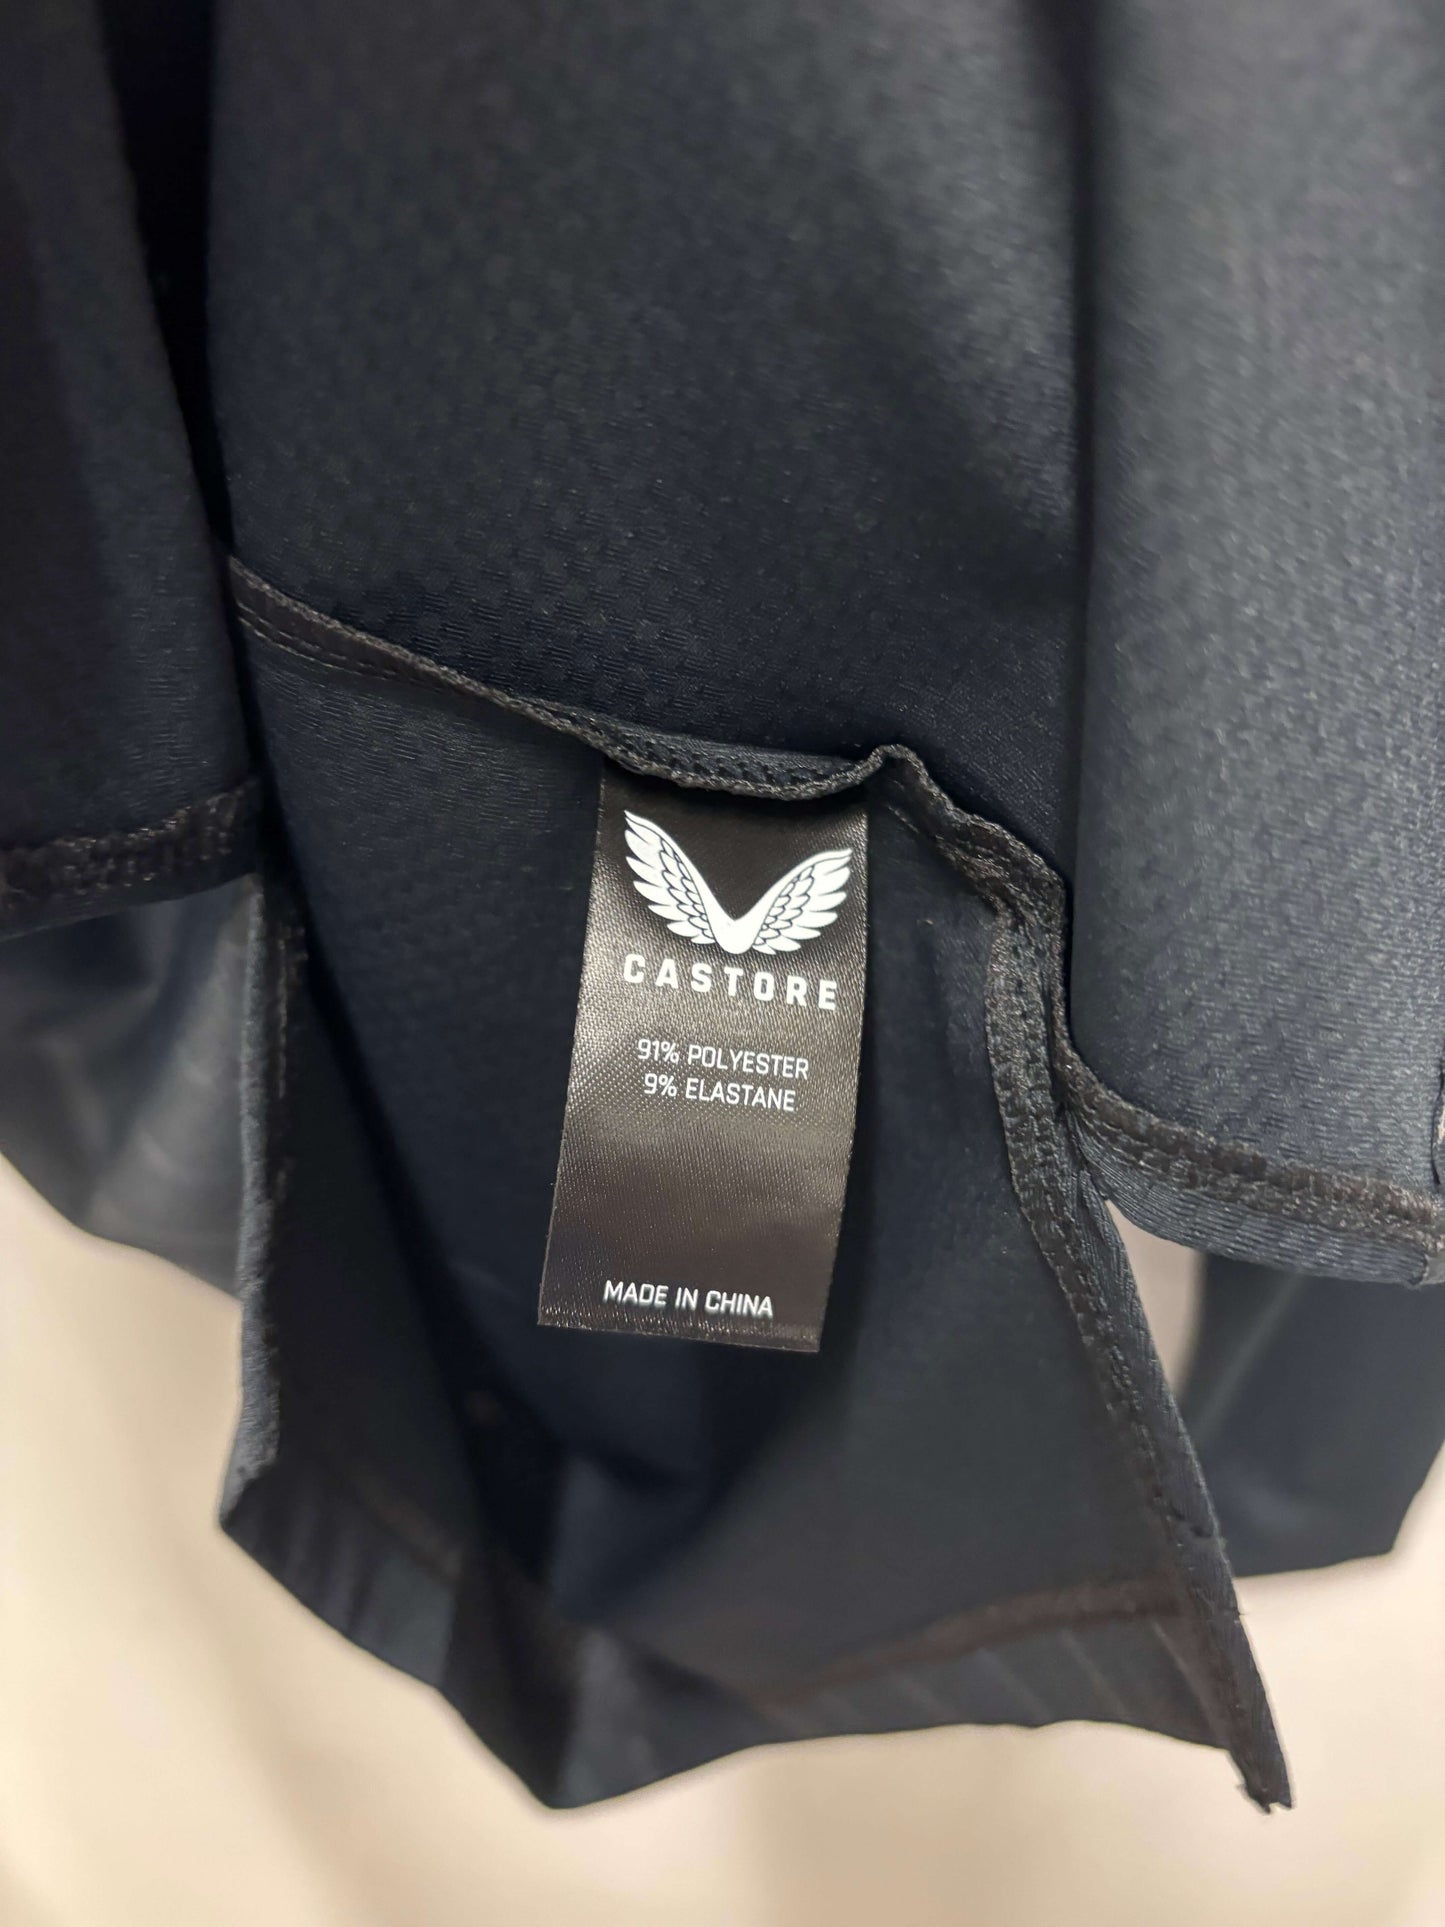 CASTORE
91% POLYESTER
9% ELASTANE
MADE IN CHINA